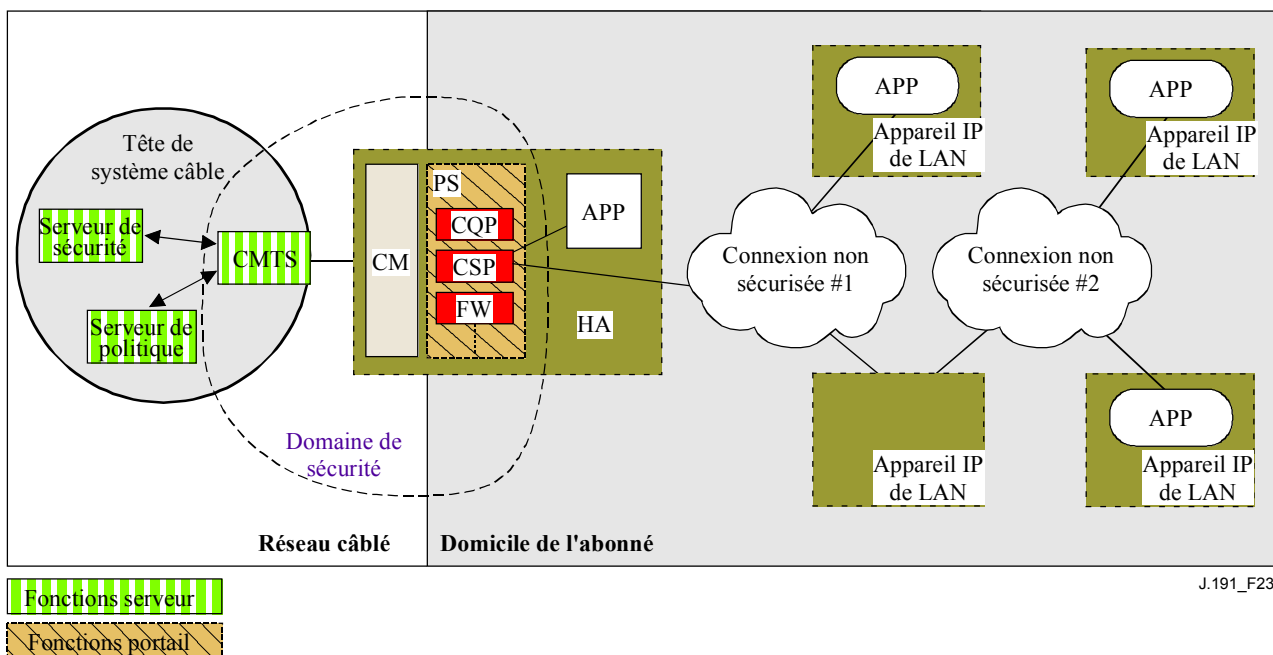 Tête de
système câble
Serveur de
sécurité
CMTS
Serveur de
politique
Domaine de
sécurité
CM
PS
CQP
CSP
FW
APP
HA
APP
Appareil IP
de LAN
APP
Appareil IP
de LAN
Connexion non
sécurisée #1
Connexion non
sécurisée #2
Appareil IP
de LAN
APP
Appareil IP
de LAN
Réseau câblé
Domicile de l'abonné
J.191_F23
Fonctions serveur
Fonctions portail